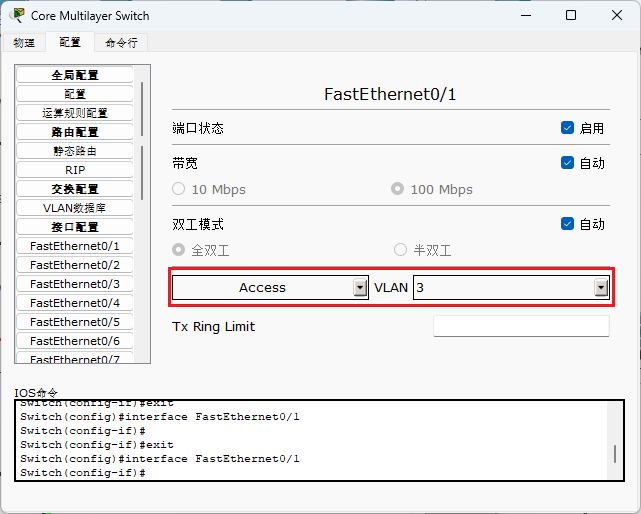 Core Multilayer Switch
物理 配置 命令行
全局配置
配置
运算规则配置
路由配置
静态路由
RIP
交换配置
VLAN数据库
接口配置
FastEthernet0/1
FastEthernet0/2
FastEthernet0/3
FastEthernet0/4
FastEthernet0/5
FastEthernet0/6
FastEthernet0/7
FastEthernet0/1
端口状态 启用
带宽 自动
10 Mbps 100 Mbps
双工模式 自动
全双工 半双工
Access VLAN 3
Tx Ring Limit
IOS命令
Switch(config-if)#exit
Switch(config)#interface FastEthernet0/1
Switch(config-if)#
Switch(config-if)#exit
Switch(config)#interface FastEthernet0/1
Switch(config-if)#